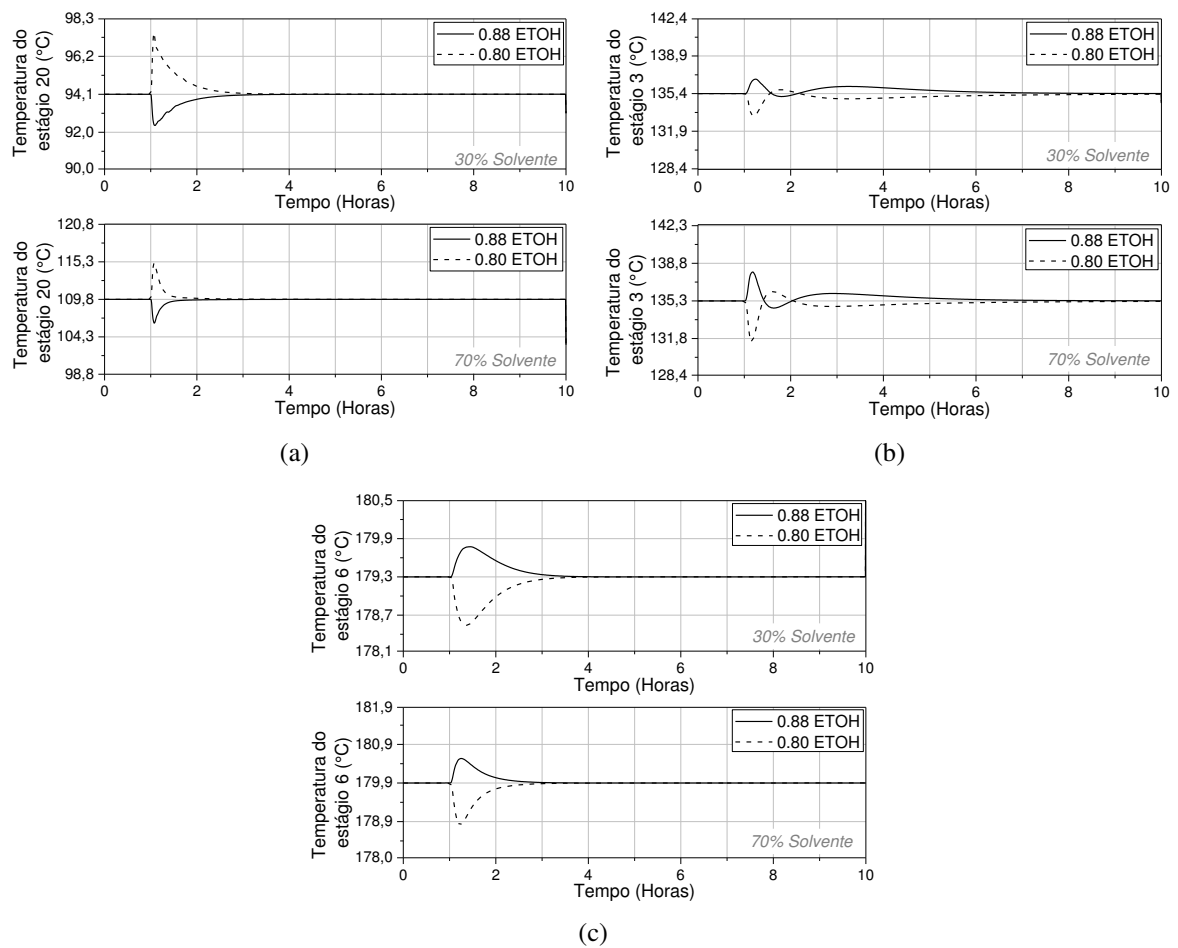 Temperatura do
estágio 20 (°C)
98,3
96,2
94,1
92,0
90,0
0.88 ETOH
0.80 ETOH
30% Solvente
0 2 4 6 8 10
Tempo (Horas)
Temperatura do
estágio 20 (°C)
120,8
115,3
109,8
104,3
98,8
0.88 ETOH
0.80 ETOH
70% Solvente
0 2 4 6 8 10
Tempo (Horas)
(a)
Temperatura do
estágio 3 (°C)
142,4
138,9
135,4
131,9
128,4
0.88 ETOH
0.80 ETOH
30% Solvente
0 2 4 6 8 10
Tempo (Horas)
Temperatura do
estágio 3 (°C)
142,3
138,8
135,3
131,8
128,4
0.88 ETOH
0.80 ETOH
70% Solvente
0 2 4 6 8 10
Tempo (Horas)
(b)
Temperatura do
estágio 6 (°C)
180,5
179,9
179,3
178,7
178,1
0.88 ETOH
0.80 ETOH
30% Solvente
0 2 4 6 8 10
Tempo (Horas)
Temperatura do
estágio 6 (°C)
181,9
180,9
179,9
178,9
178,0
0.88 ETOH
0.80 ETOH
70% Solvente
0 2 4 6 8 10
Tempo (Horas)
(c)